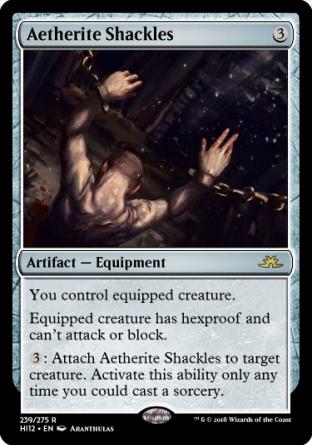 Aetherite Shackles 3
Artifact — Equipment
You control equipped creature.
Equipped creature has hexproof and
can't attack or block.
3 : Attach Aetherite Shackles to target
creature. Activate this ability only any
time you could cast a sorcery.
239/275 R
HI12 • EN ARANTHULAS
™ & © 2018 Wizards of the Coast